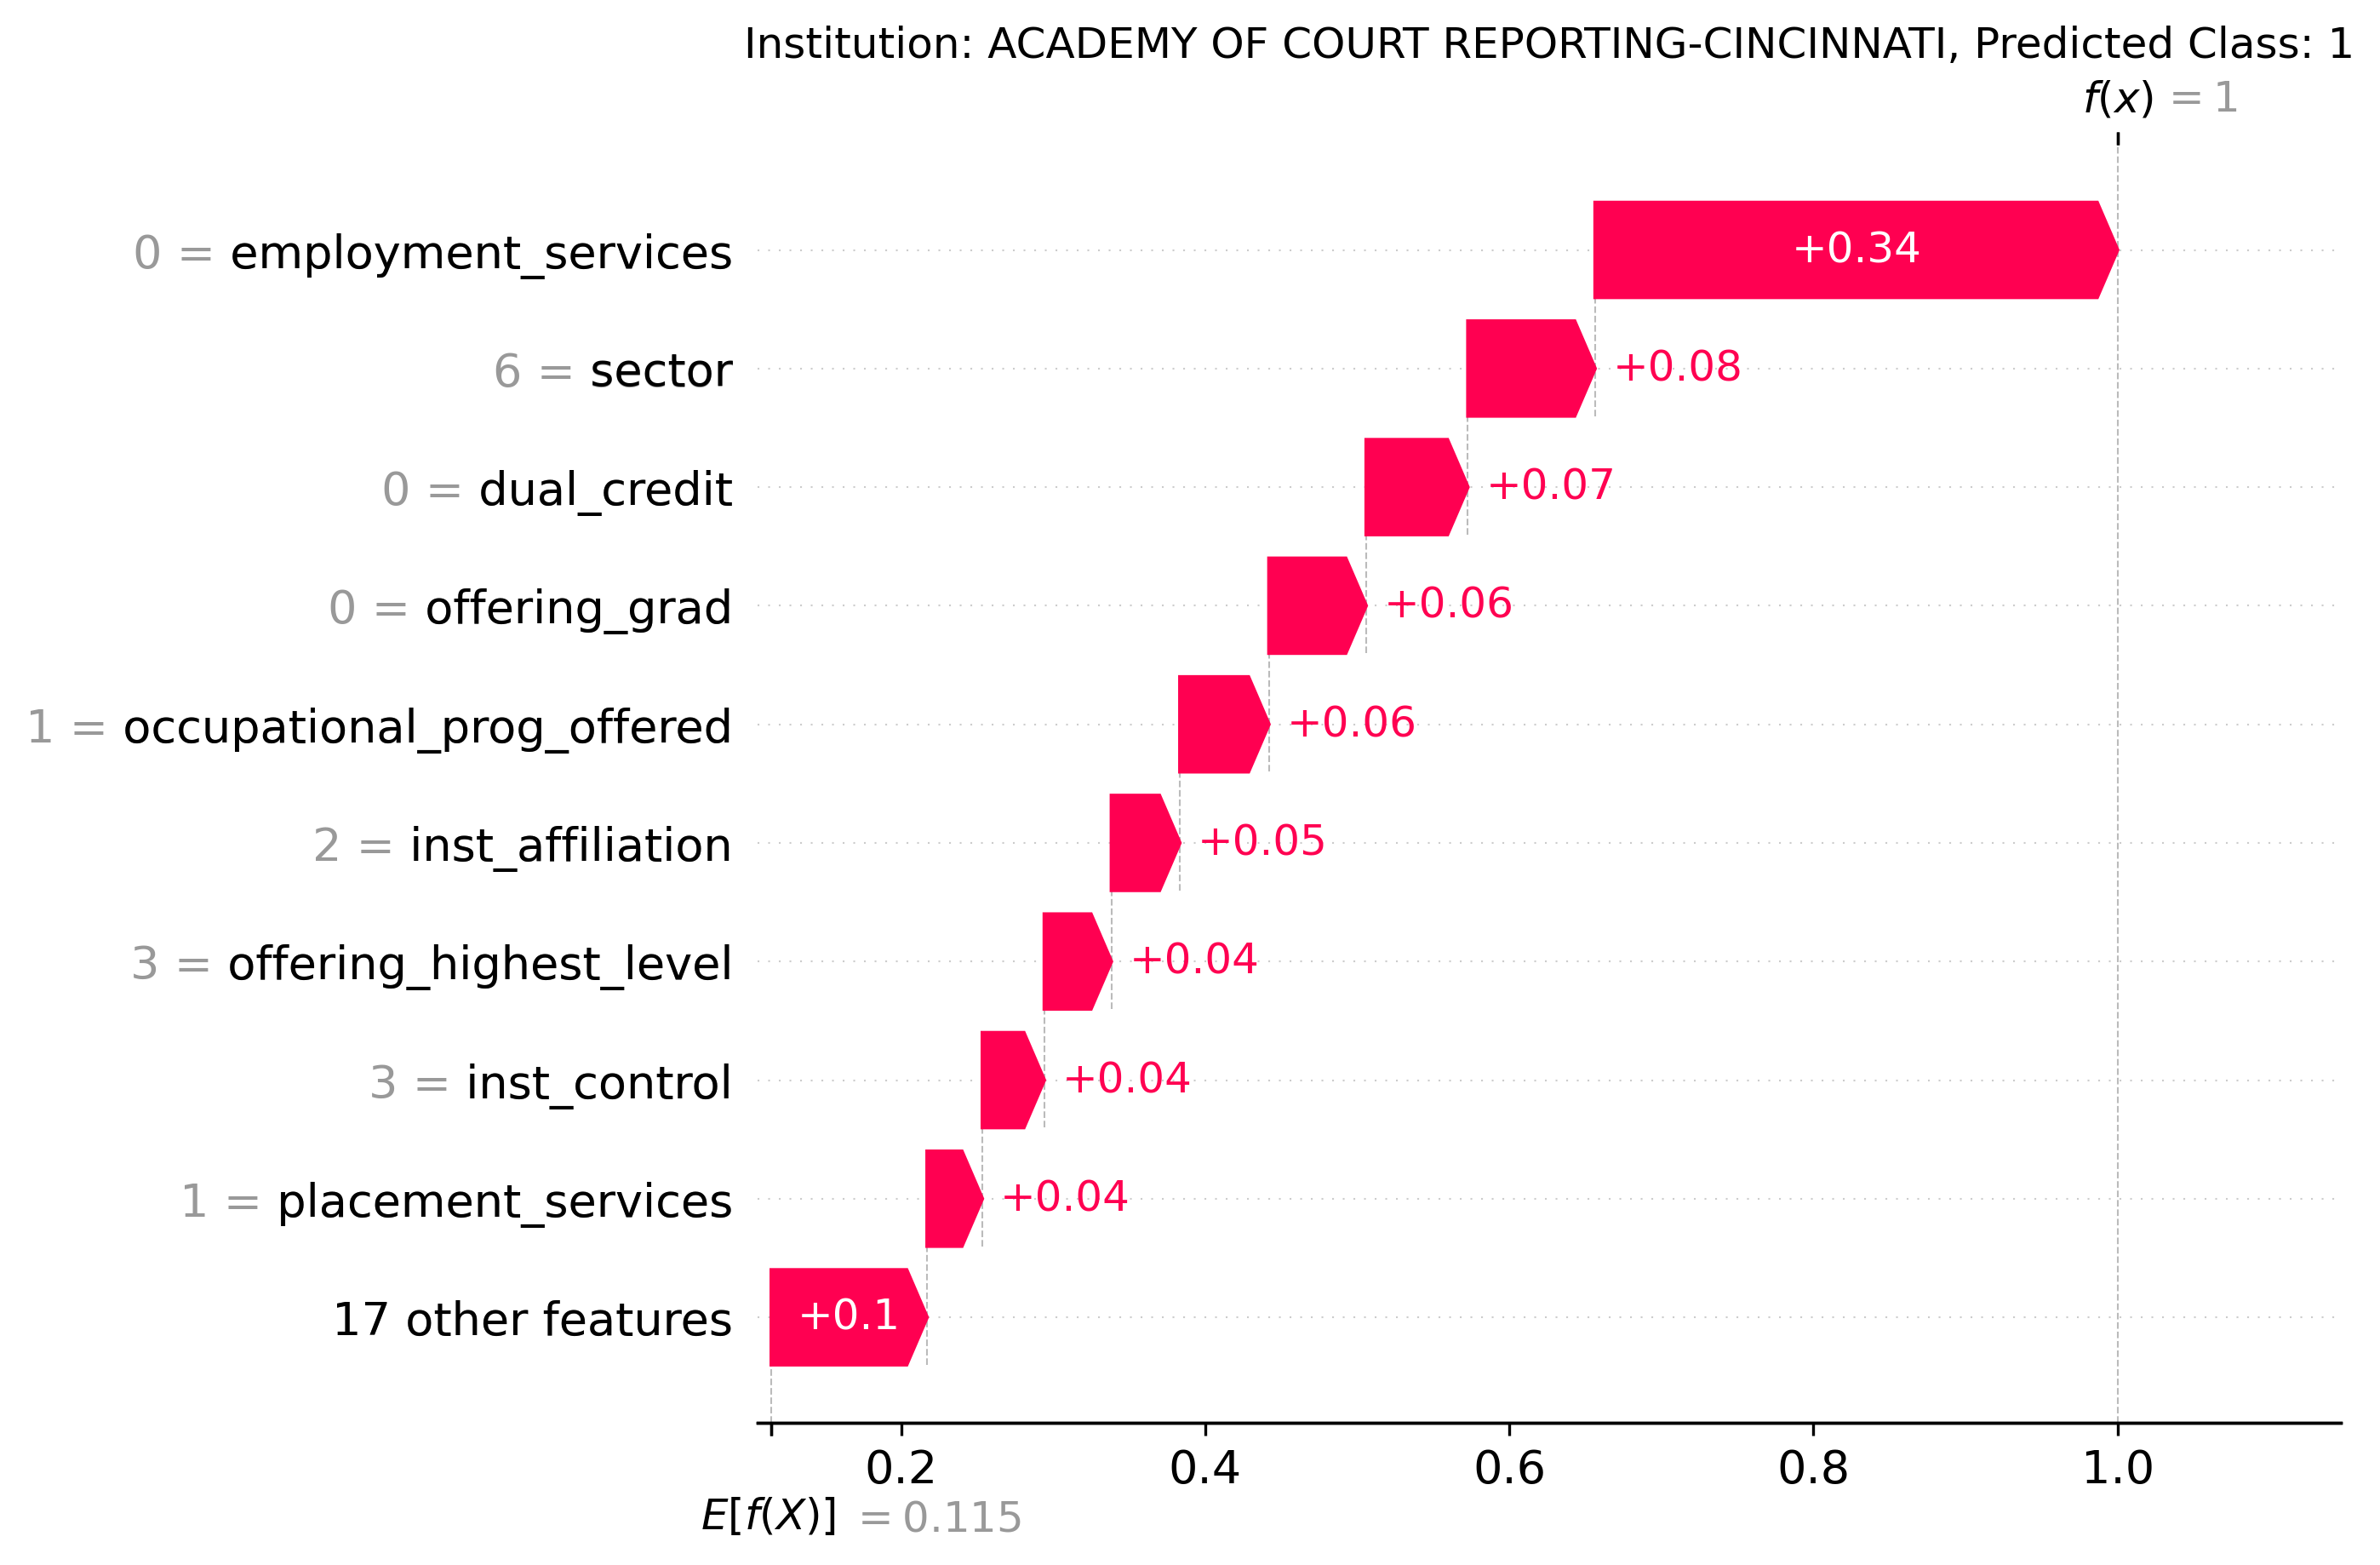 Institution: ACADEMY OF COURT REPORTING-CINCINNATI, Predicted Class: 1
f(x) = 1
0 = employment_services +0.34
6 = sector +0.08
0 = dual_credit +0.07
0 = offering_grad +0.06
1 = occupational_prog_offered +0.06
2 = inst_affiliation +0.05
3 = offering_highest_level +0.04
3 = inst_control +0.04
1 = placement_services +0.04
17 other features +0.1
0.2 0.4 0.6 0.8 1.0
E[f(X)] = 0.115